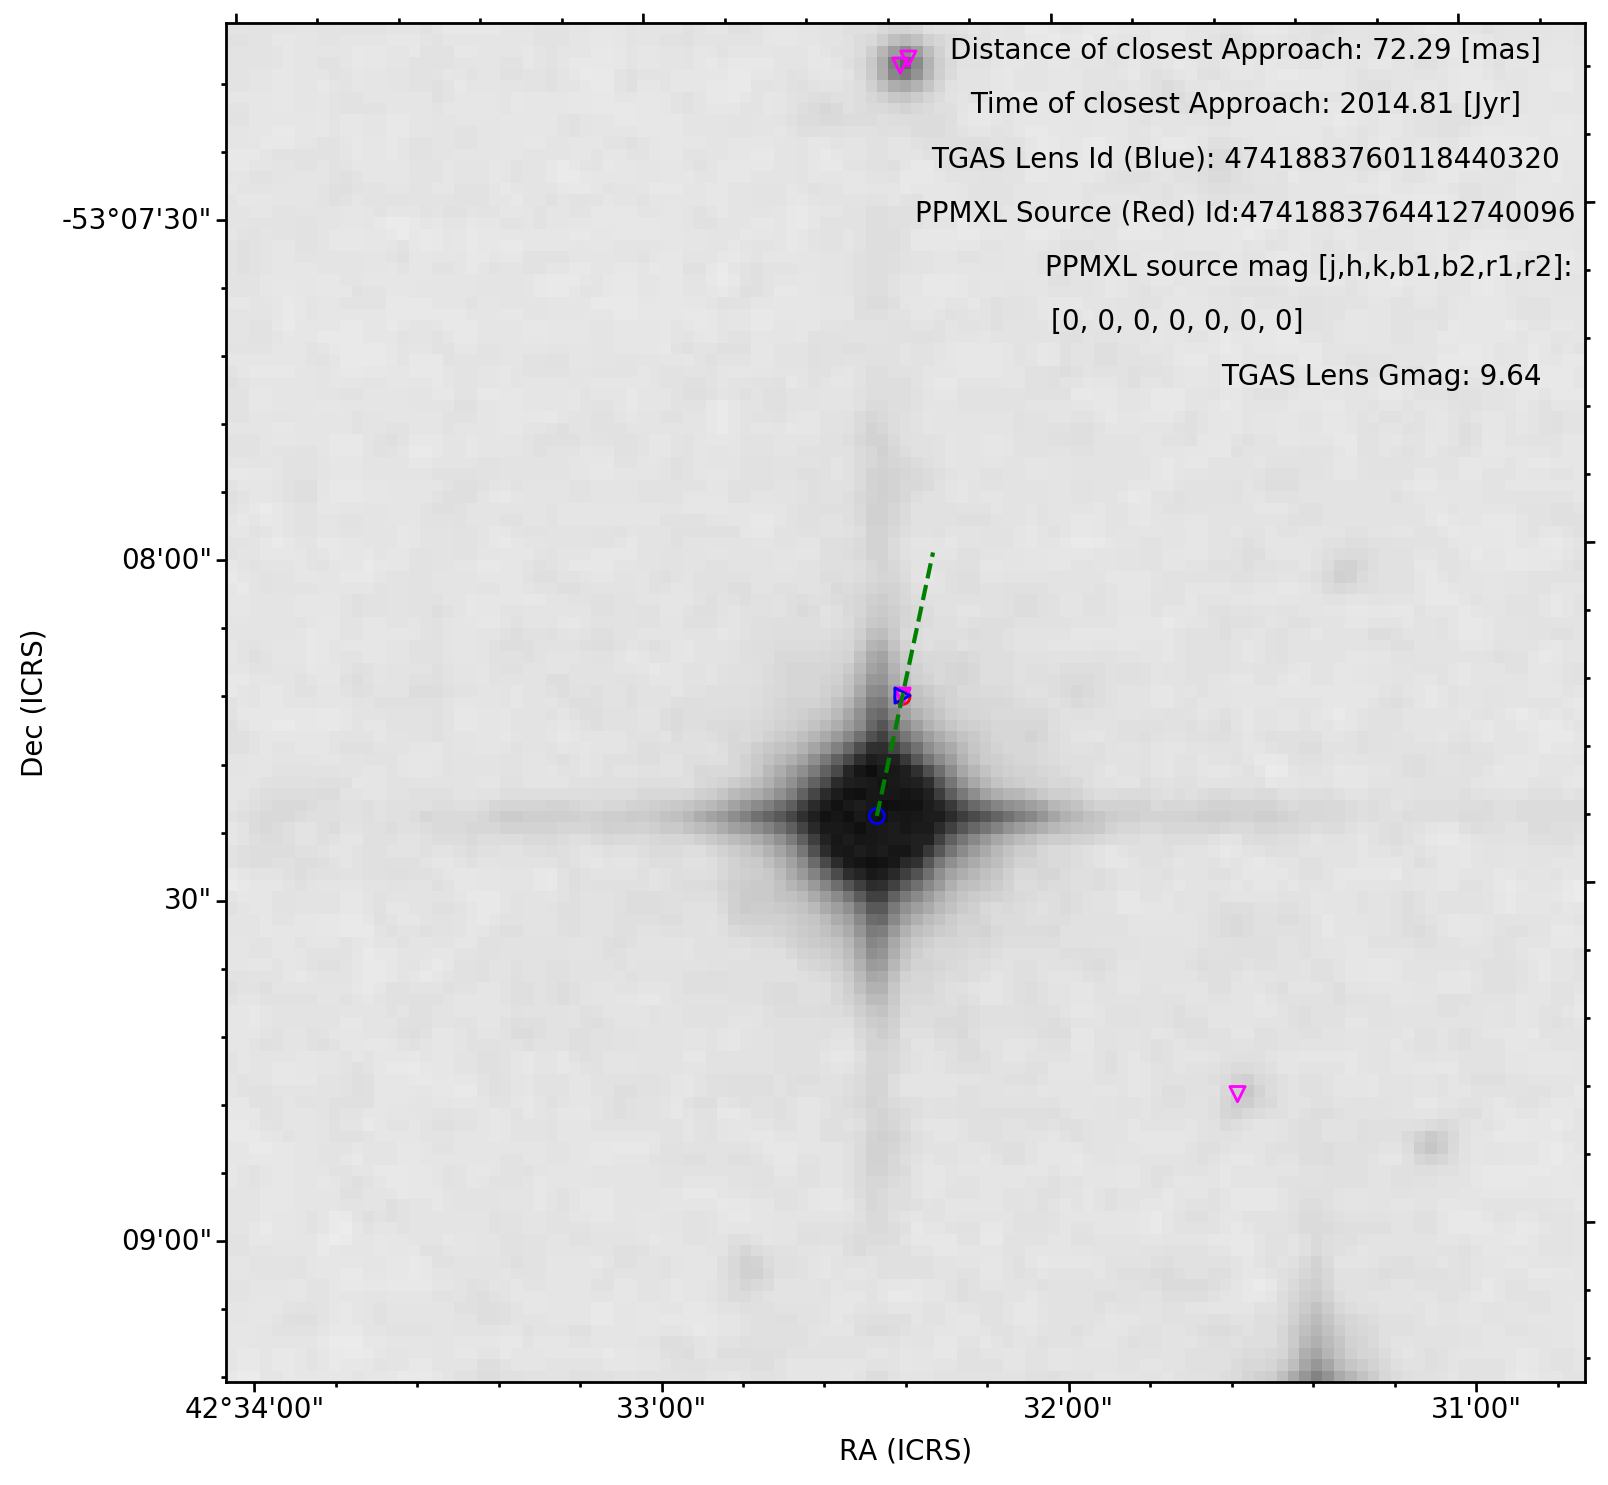 Distance of closest Approach: 72.29 [mas]
Time of closest Approach: 2014.81 [Jyr]
TGAS Lens Id (Blue): 4741883760118440320
PPMXL Source (Red) Id:4741883764412740096
PPMXL source mag [j,h,k,b1,b2,r1,r2]:
[0, 0, 0, 0, 0, 0, 0]
TGAS Lens Gmag: 9.64
-53°07'30"
08'00"
30"
09'00"
Dec (ICRS)
42°34'00" 33'00" 32'00" 31'00"
RA (ICRS)